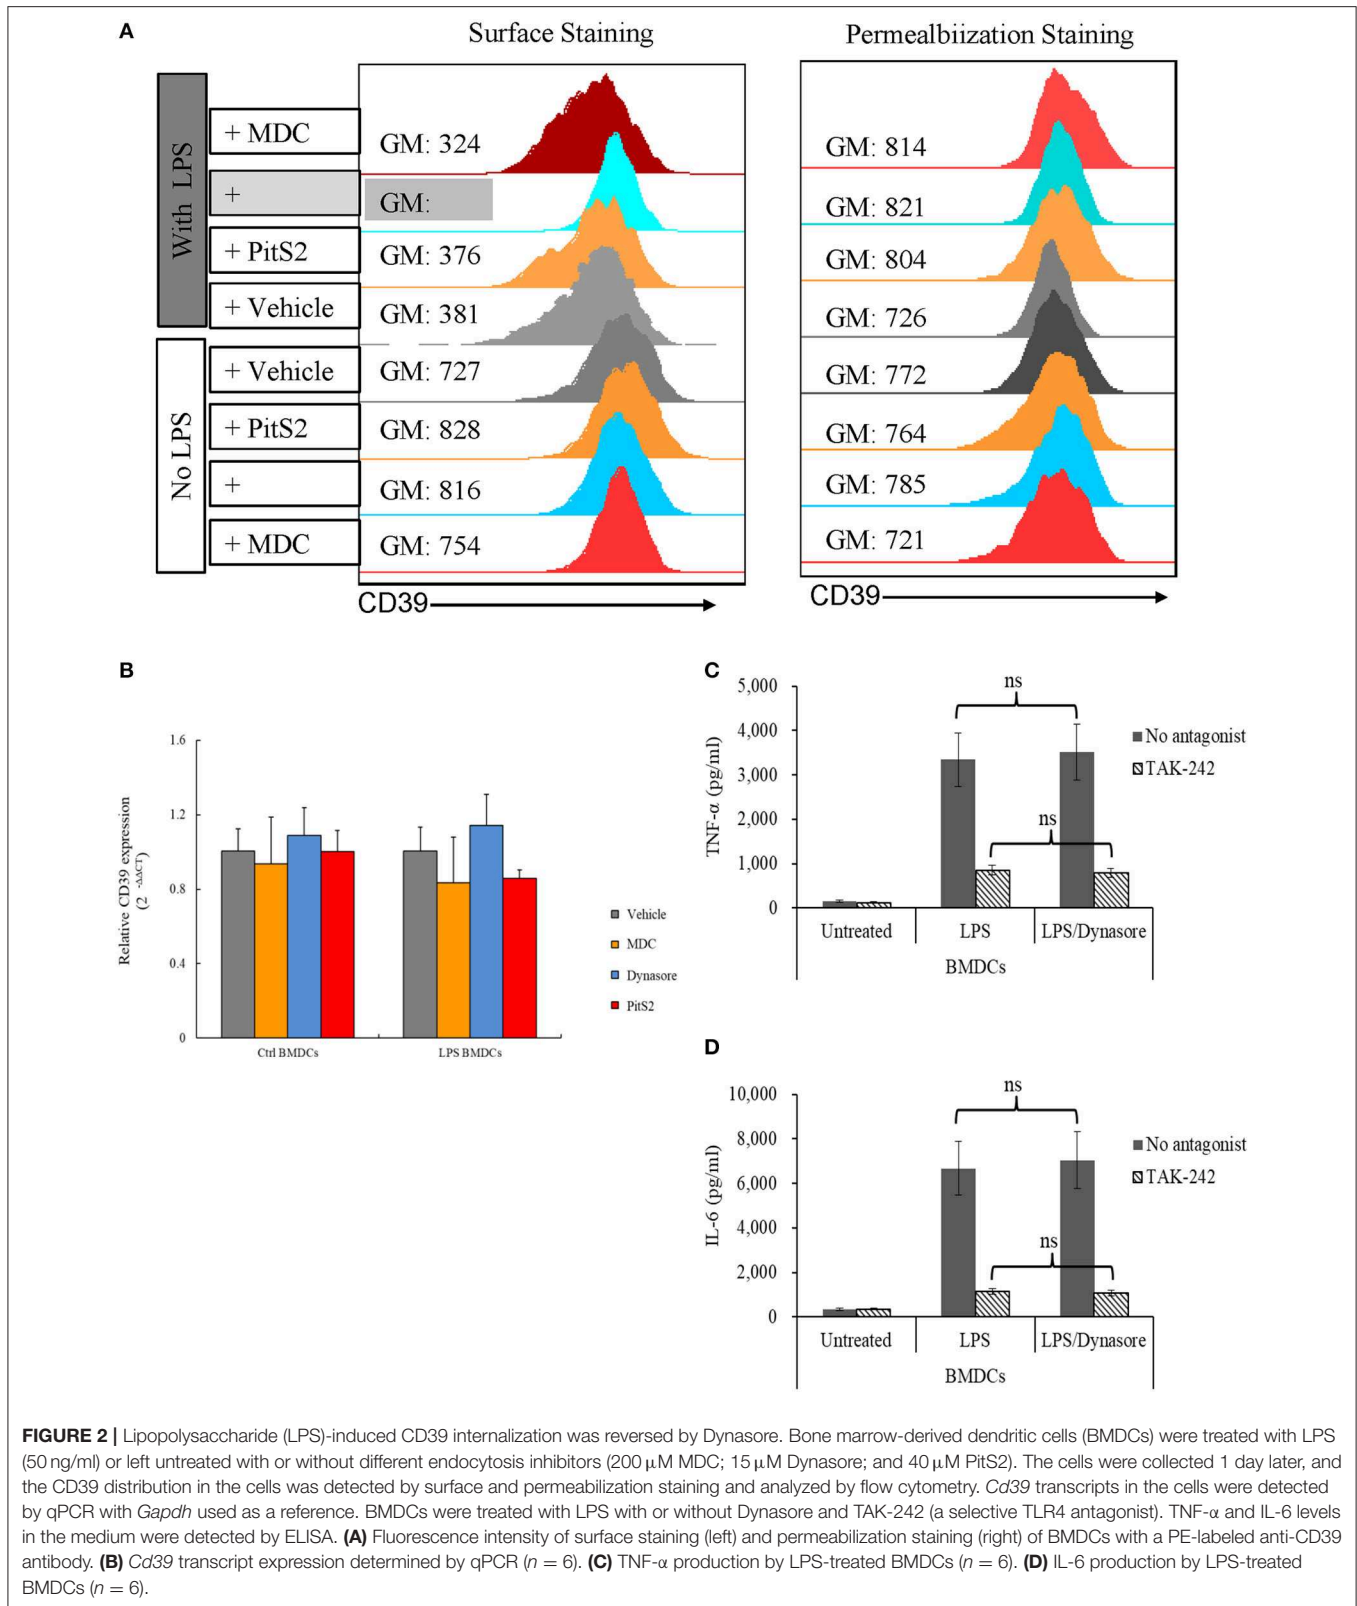 A
Surface Staining
Permealbiization Staining
With LPS
+ MDC
GM: 324
GM: 814
+
GM:
GM: 821
+ PitS2
GM: 376
GM: 804
+ Vehicle
GM: 381
GM: 726
No LPS
+ Vehicle
GM: 727
GM: 772
+ PitS2
GM: 828
GM: 764
+
GM: 816
GM: 785
+ MDC
GM: 754
GM: 721
CD39
CD39
B
Relative CD39 expression
(2 -ΔΔCT)
1.6
1.2
0.8
0.4
0
Ctrl BMDCs
LPS BMDCs
Vehicle
MDC
Dynasore
PitS2
C
TNF-α (pg/ml)
5,000
4,000
3,000
2,000
1,000
0
ns
ns
No antagonist
TAK-242
Untreated
LPS
LPS/Dynasore
BMDCs
D
IL-6 (pg/ml)
10,000
8,000
6,000
4,000
2,000
0
ns
ns
No antagonist
TAK-242
Untreated
LPS
LPS/Dynasore
BMDCs
FIGURE 2 | Lipopolysaccharide (LPS)-induced CD39 internalization was reversed by Dynasore. Bone marrow-derived dendritic cells (BMDCs) were treated with LPS
(50 ng/ml) or left untreated with or without different endocytosis inhibitors (200 μM MDC; 15 μM Dynasore; and 40 μM PitS2). The cells were collected 1 day later, and
the CD39 distribution in the cells was detected by surface and permeabilization staining and analyzed by flow cytometry. Cd39 transcripts in the cells were detected
by qPCR with Gapdh used as a reference. BMDCs were treated with LPS with or without Dynasore and TAK-242 (a selective TLR4 antagonist). TNF-α and IL-6 levels
in the medium were detected by ELISA. (A) Fluorescence intensity of surface staining (left) and permeabilization staining (right) of BMDCs with a PE-labeled anti-CD39
antibody. (B) Cd39 transcript expression determined by qPCR (n = 6). (C) TNF-α production by LPS-treated BMDCs (n = 6). (D) IL-6 production by LPS-treated
BMDCs (n = 6).